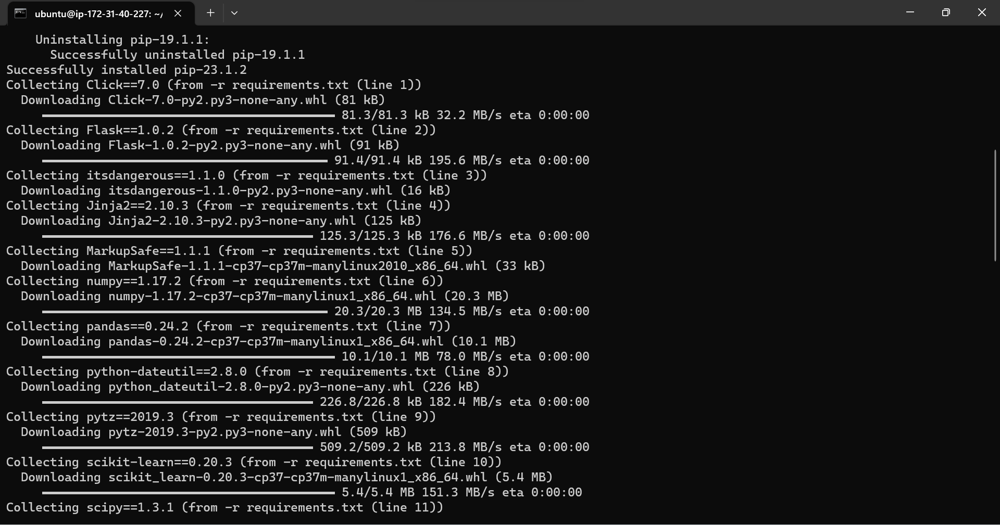 ubuntu@ip-172-31-40-227: ~/
Uninstalling pip-19.1.1:
Successfully uninstalled pip-19.1.1
Successfully installed pip-23.1.2
Collecting Click==7.0 (from -r requirements.txt (line 1))
Downloading Click-7.0-py2.py3-none-any.whl (81 kB)
81.3/81.3 kB 32.2 MB/s eta 0:00:00
Collecting Flask==1.0.2 (from -r requirements.txt (line 2))
Downloading Flask-1.0.2-py2.py3-none-any.whl (91 kB)
91.4/91.4 kB 195.6 MB/s eta 0:00:00
Collecting itsdangerous==1.1.0 (from -r requirements.txt (line 3))
Downloading itsdangerous-1.1.0-py2.py3-none-any.whl (16 kB)
Collecting Jinja2==2.10.3 (from -r requirements.txt (line 4))
Downloading Jinja2-2.10.3-py2.py3-none-any.whl (125 kB)
125.3/125.3 kB 176.6 MB/s eta 0:00:00
Collecting MarkupSafe==1.1.1 (from -r requirements.txt (line 5))
Downloading MarkupSafe-1.1.1-cp37-cp37m-manylinux2010_x86_64.whl (33 kB)
Collecting numpy==1.17.2 (from -r requirements.txt (line 6))
Downloading numpy-1.17.2-cp37-cp37m-manylinux1_x86_64.whl (20.3 MB)
20.3/20.3 MB 134.5 MB/s eta 0:00:00
Collecting pandas==0.24.2 (from -r requirements.txt (line 7))
Downloading pandas-0.24.2-cp37-cp37m-manylinux1_x86_64.whl (10.1 MB)
10.1/10.1 MB 78.0 MB/s eta 0:00:00
Collecting python-dateutil==2.8.0 (from -r requirements.txt (line 8))
Downloading python_dateutil-2.8.0-py2.py3-none-any.whl (226 kB)
226.8/226.8 kB 182.4 MB/s eta 0:00:00
Collecting pytz==2019.3 (from -r requirements.txt (line 9))
Downloading pytz-2019.3-py2.py3-none-any.whl (509 kB)
509.2/509.2 kB 213.8 MB/s eta 0:00:00
Collecting scikit-learn==0.20.3 (from -r requirements.txt (line 10))
Downloading scikit_learn-0.20.3-cp37-cp37m-manylinux1_x86_64.whl (5.4 MB)
5.4/5.4 MB 151.3 MB/s eta 0:00:00
Collecting scipy==1.3.1 (from -r requirements.txt (line 11))